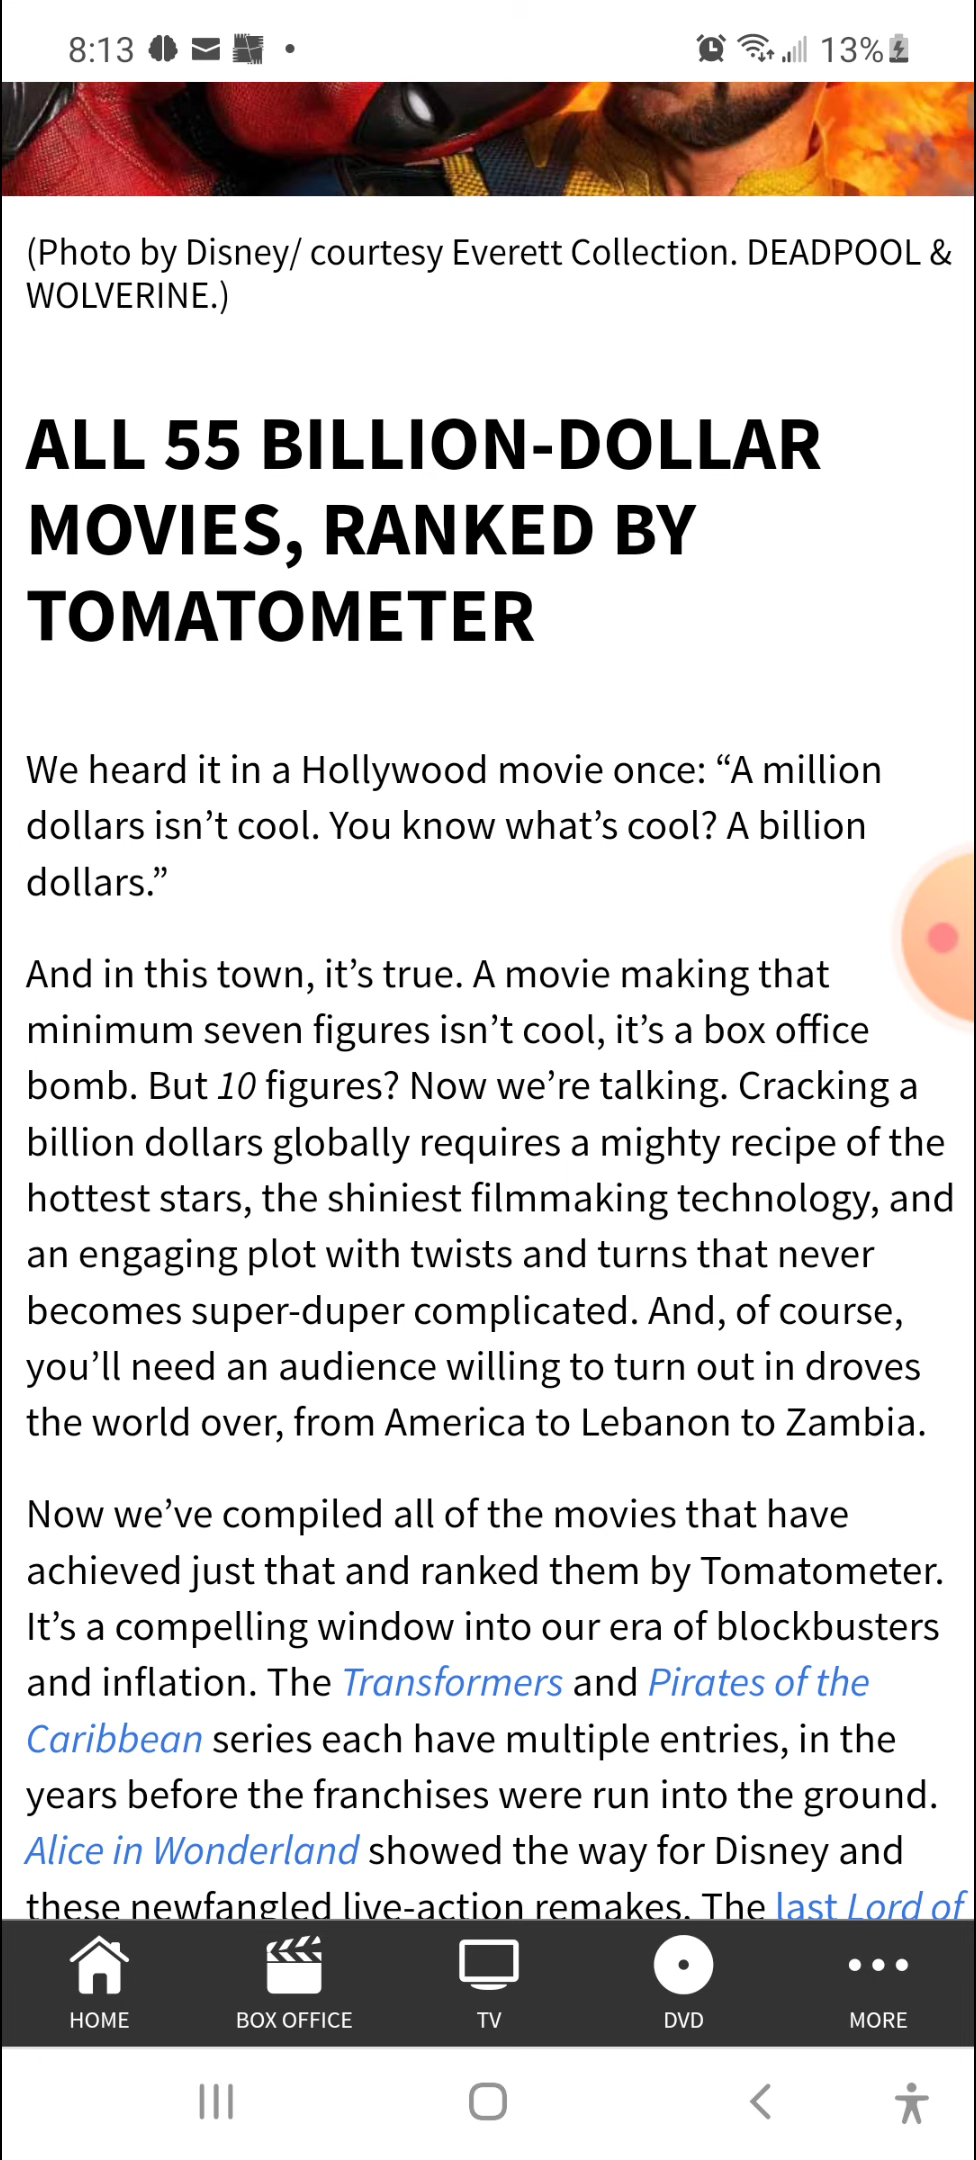 8:13
13%
(Photo by Disney/ courtesy Everett Collection. DEADPOOL &
WOLVERINE.)
ALL 55 BILLION-DOLLAR
MOVIES, RANKED BY
TOMATOMETER
We heard it in a Hollywood movie once: “A million
dollars isn’t cool. You know what’s cool? A billion
dollars.”
And in this town, it’s true. A movie making that
minimum seven figures isn’t cool, it’s a box office
bomb. But 10 figures? Now we’re talking. Cracking a
billion dollars globally requires a mighty recipe of the
hottest stars, the shiniest filmmaking technology, and
an engaging plot with twists and turns that never
becomes super-duper complicated. And, of course,
you’ll need an audience willing to turn out in droves
the world over, from America to Lebanon to Zambia.
Now we’ve compiled all of the movies that have
achieved just that and ranked them by Tomatometer.
It’s a compelling window into our era of blockbusters
and inflation. The Transformers and Pirates of the
Caribbean series each have multiple entries, in the
years before the franchises were run into the ground.
Alice in Wonderland showed the way for Disney and
these newfangled live-action remakes. The last Lord of
HOME BOX OFFICE TV DVD MORE